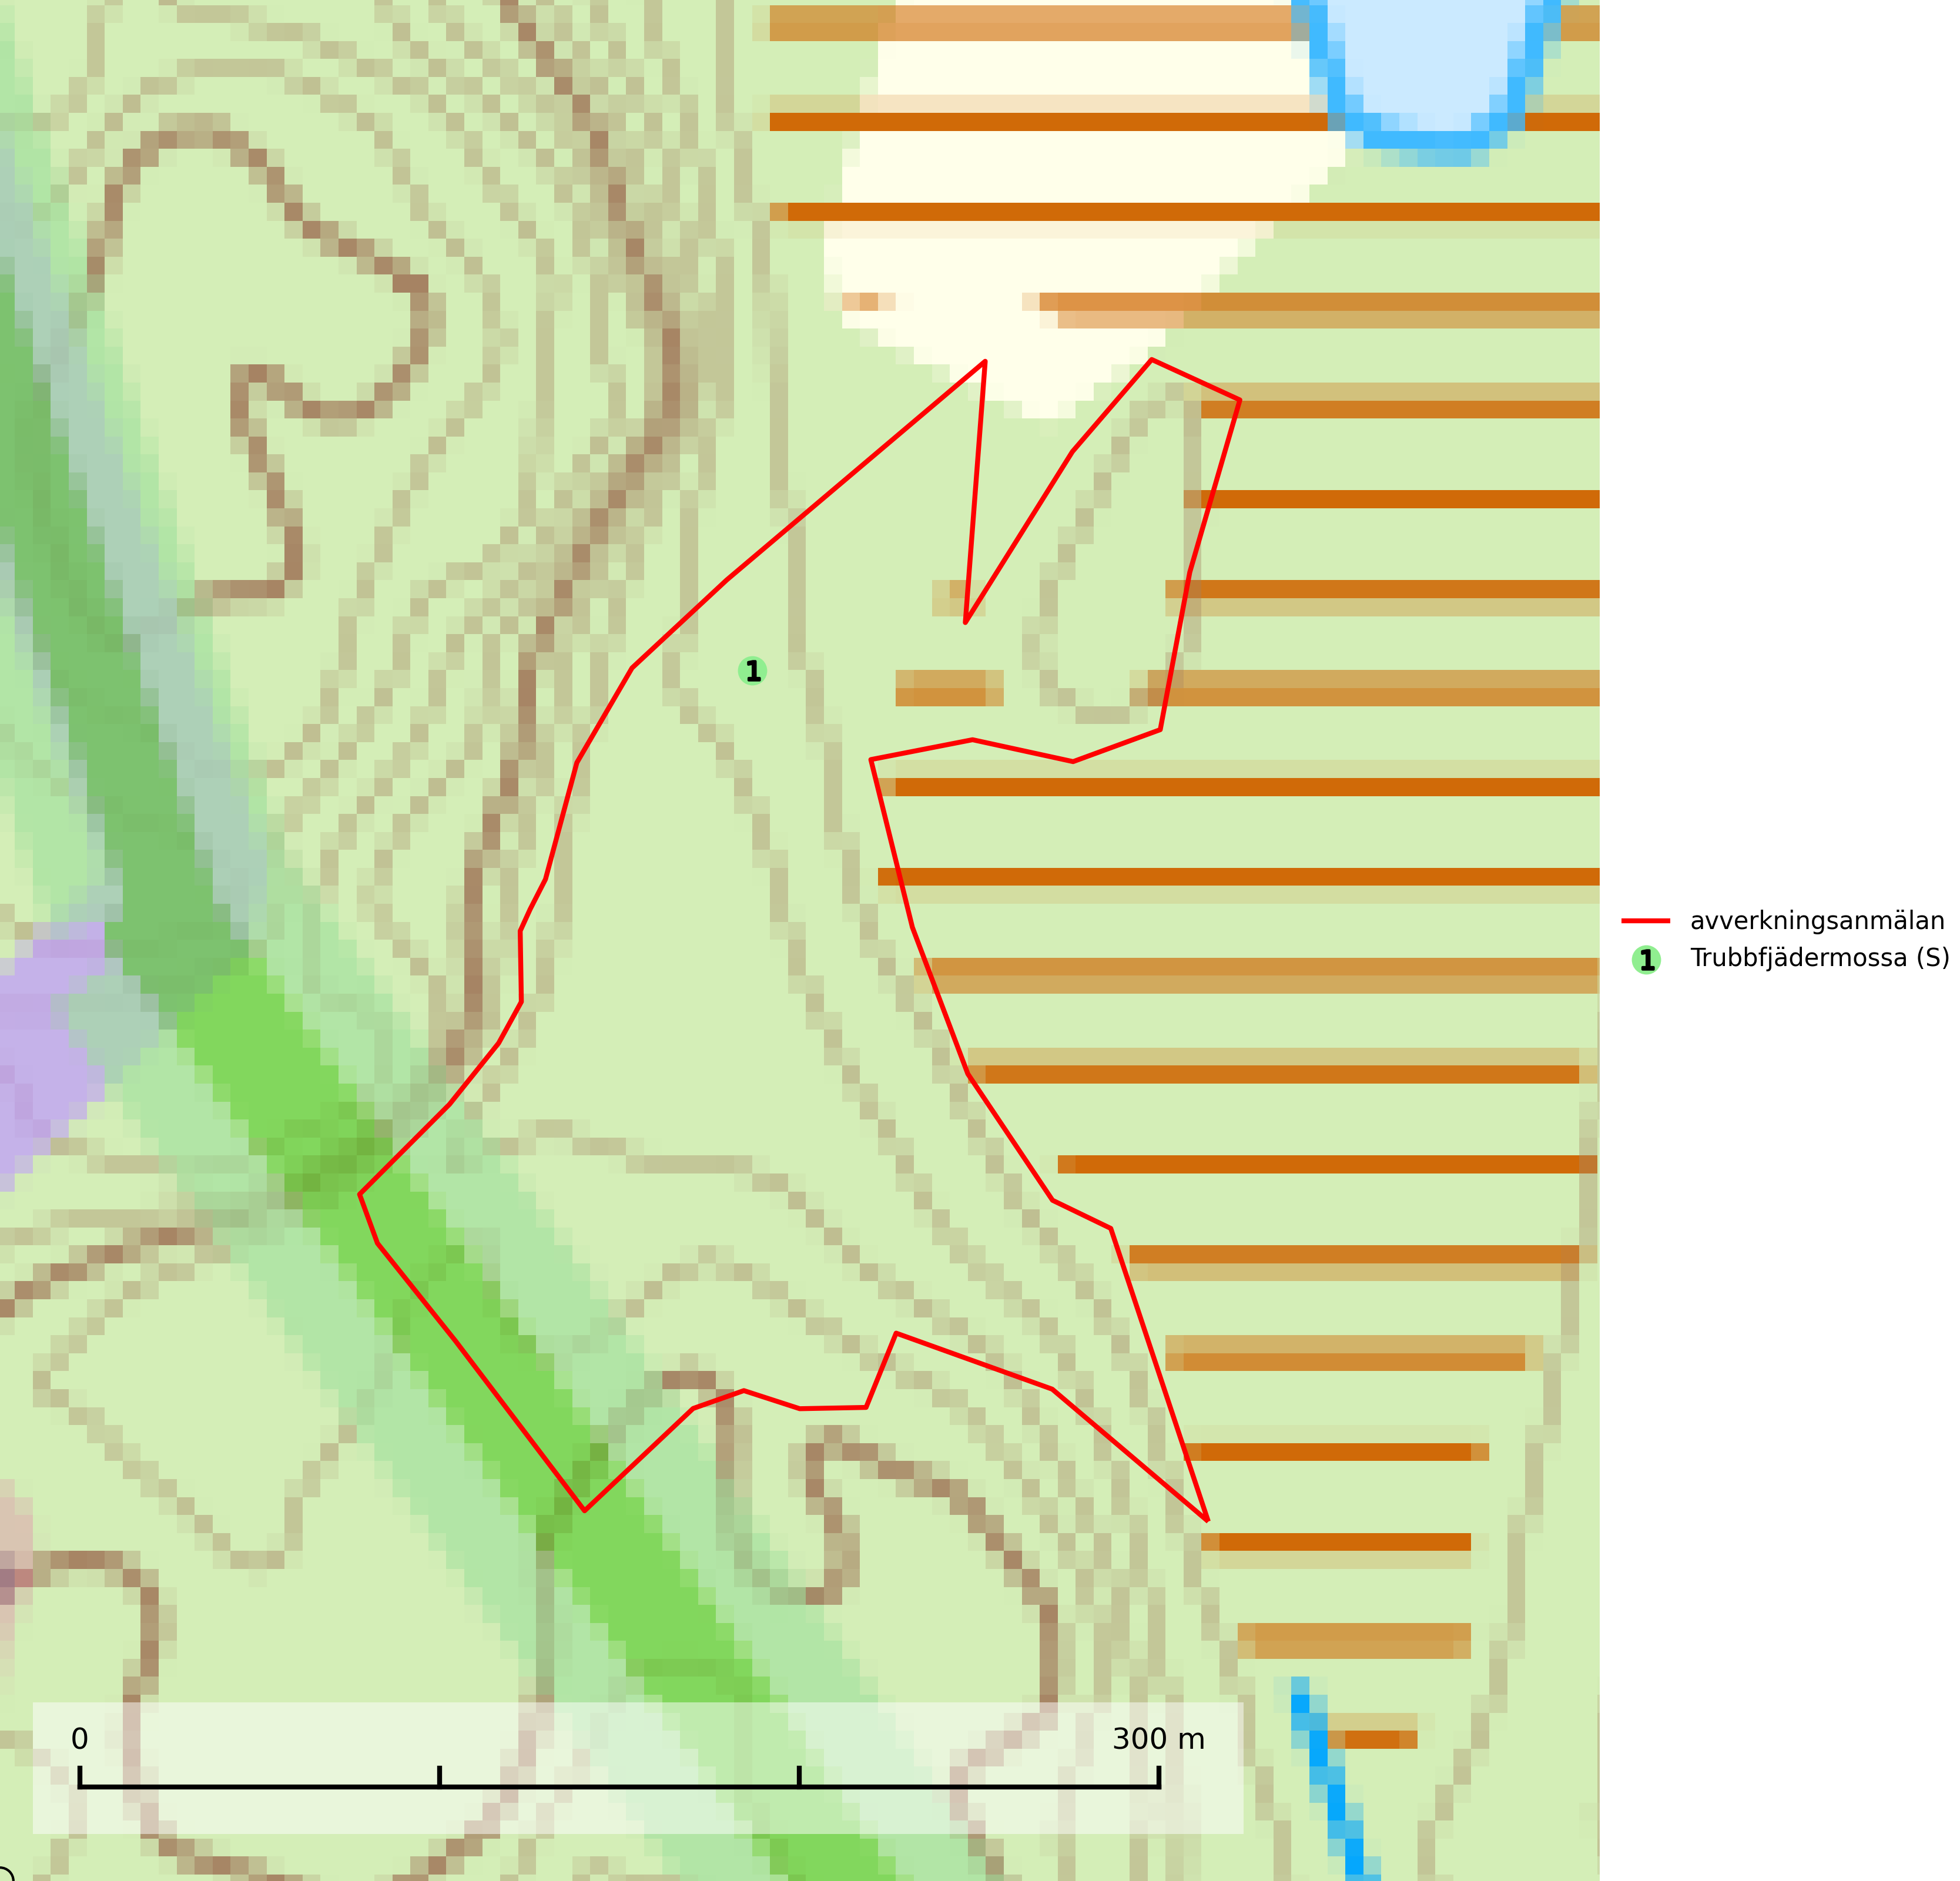 1
avverkningsanmälan
1 Trubbfjädermossa (S)
0 300 m